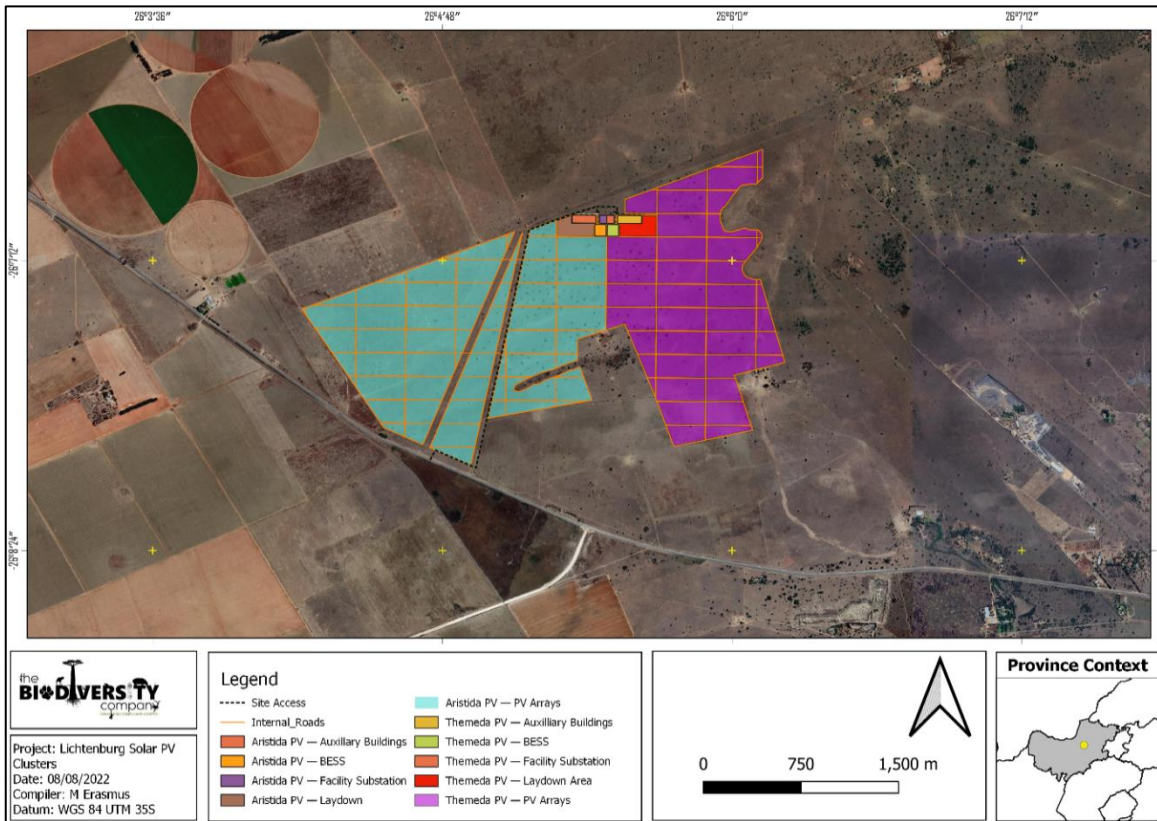 26°3'36"
26°4'48"
26°6'0"
26°7'12"
-26°7'12"
-26°8'24"
the
BIODIVERSITY
company
Project: Lichtenburg Solar PV
Clusters
Date: 08/08/2022
Compiler: M Erasmus
Datum: WGS 84 UTM 35S
Legend
Site Access
Internal_Roads
Aristida PV — Auxillary Buildings
Aristida PV — BESS
Aristida PV — Facility Substation
Aristida PV — Laydown
Aristida PV — PV Arrays
Themeda PV — Auxilliary Buildings
Themeda PV — BESS
Themeda PV — Facility Substation
Themeda PV — Laydown Area
Themeda PV — PV Arrays
0 750 1,500 m
Province Context